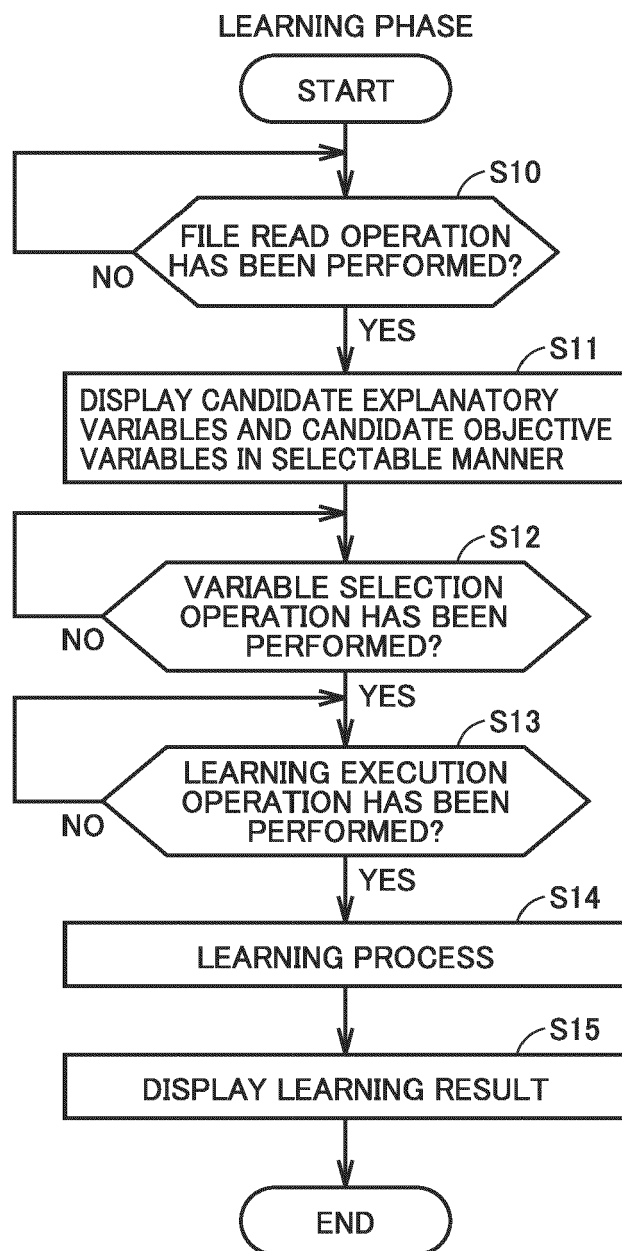 LEARNING PHASE
START
S10
FILE READ OPERATION
HAS BEEN PERFORMED?
NO
YES
S11
DISPLAY CANDIDATE EXPLANATORY
VARIABLES AND CANDIDATE OBJECTIVE
VARIABLES IN SELECTABLE MANNER
S12
VARIABLE SELECTION
OPERATION HAS BEEN
PERFORMED?
NO
YES
S13
LEARNING EXECUTION
OPERATION HAS BEEN
PERFORMED?
NO
YES
S14
LEARNING PROCESS
S15
DISPLAY LEARNING RESULT
END